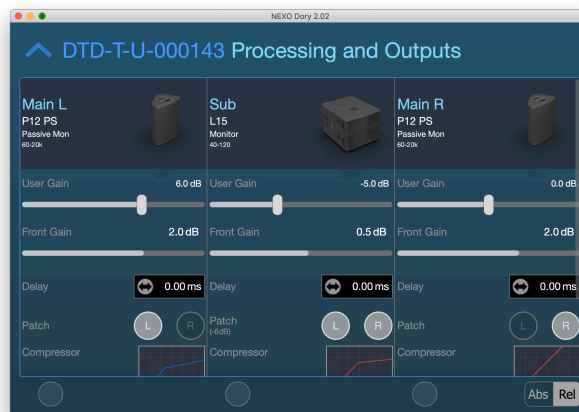 NEXO Dory 2.02
DTD-T-U-000143 Processing and Outputs
Main L
P12 PS
Passive Mon
60-20k
Sub
L15
Monitor
40-120
Main R
P12 PS
Passive Mon
60-20k
User Gain 6.0 dB
User Gain -5.0 dB
User Gain 0.0 dB
Front Gain 2.0 dB
Front Gain 0.5 dB
Front Gain 2.0 dB
Delay 0.00 ms
Delay 0.00 ms
Delay 0.00 ms
Patch L R
Patch L R
(-6dB)
Patch L R
Compressor
Compressor
Compressor
Abs Rel